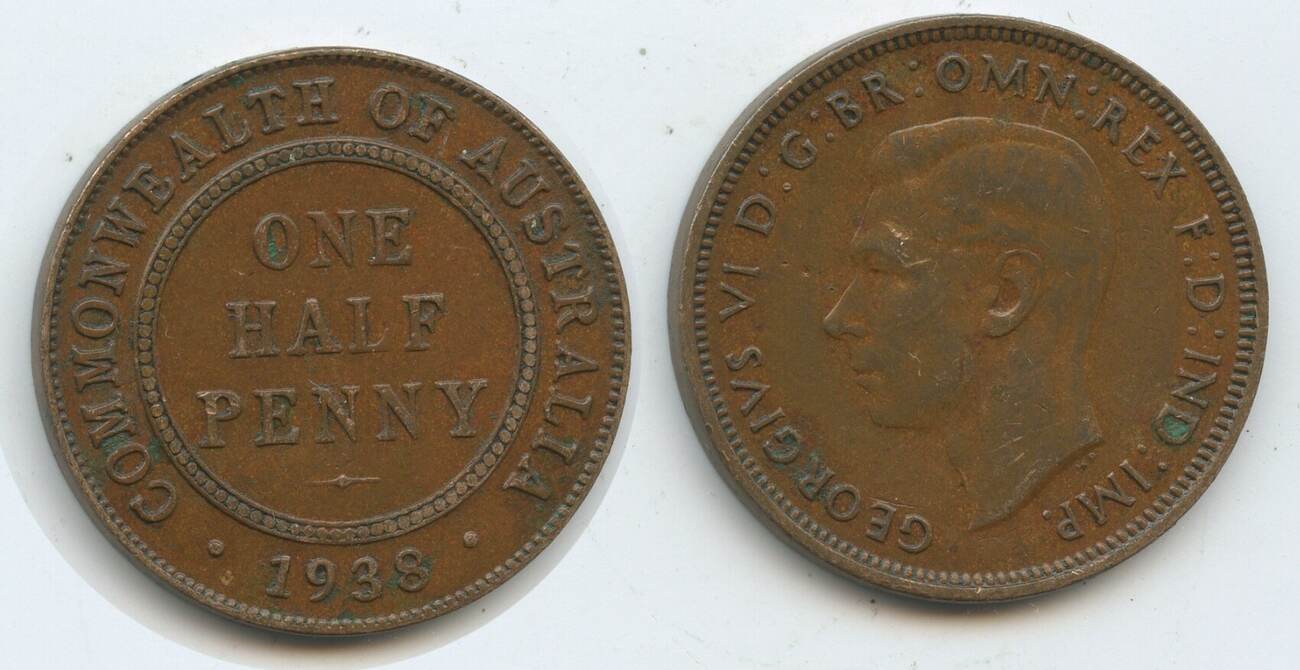 COMMONWEALTH OF AUSTRALIA
ONE
HALF
PENNY
· 1938 ·
GEORGIVS VI D:G:BR:OMN:REX F:D:IND:IMP.